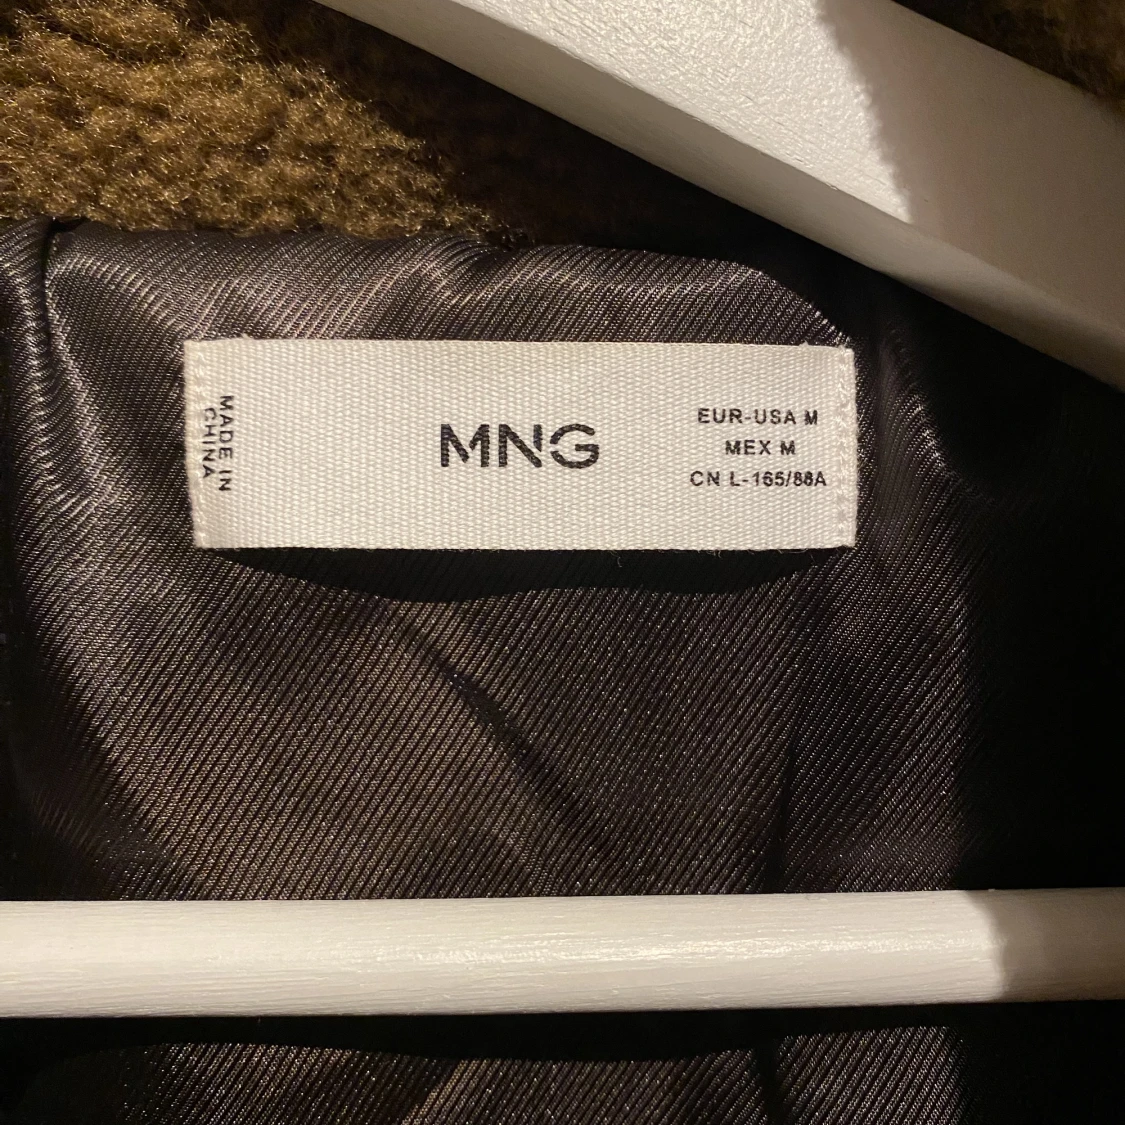 MADE IN
CHINA
MNG
EUR-USA M
MEX M
CN L-165/88A